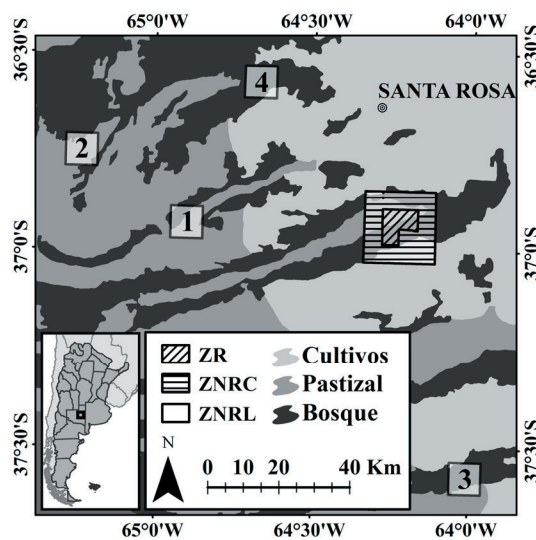 65°0'W 64°30'W 64°0'W
36°30'S 36°30'S
4
SANTA ROSA
2
1
37°0'S 37°0'S
ZR Cultivos
ZNRC Pastizal
ZNRL Bosque
N
0 10 20 40 Km
37°30'S 37°30'S
3
65°0'W 64°30'W 64°0'W